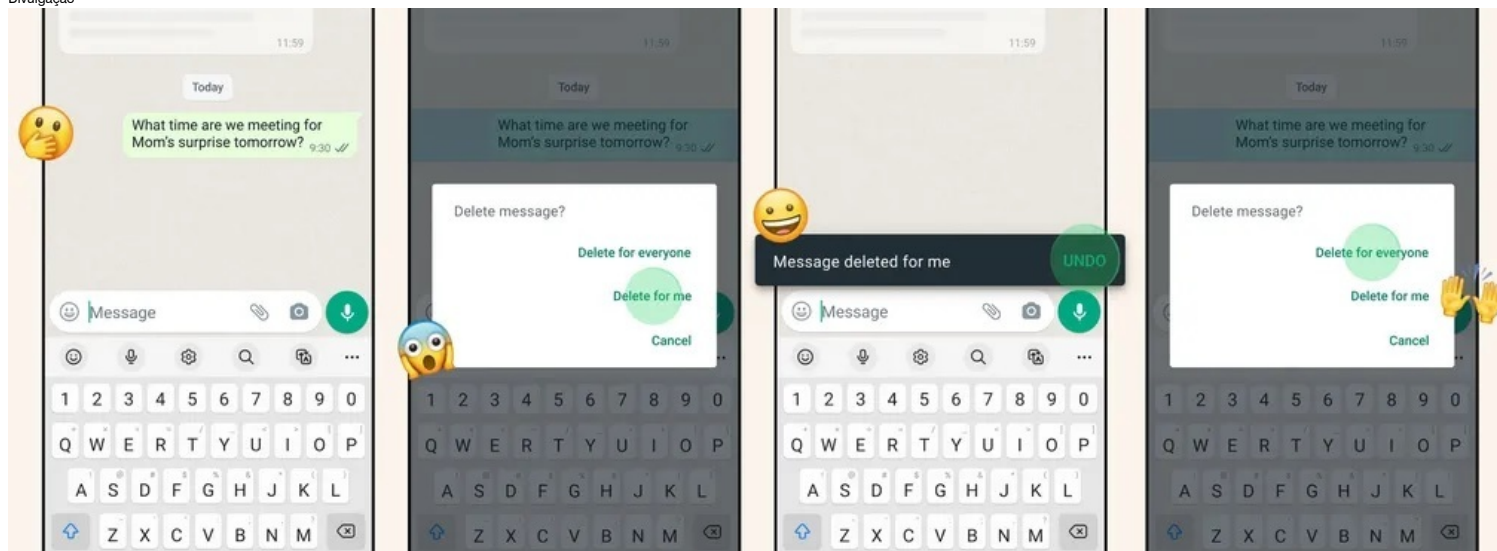 Divulgação
11:59
Today
What time are we meeting for
Mom's surprise tomorrow? 9:30
Message
1 2 3 4 5 6 7 8 9 0
Q W E R T Y U I O P
A S D F G H J K L
Z X C V B N M
11:59
Today
What time are we meeting for
Mom's surprise tomorrow? 9:30
Delete message?
Delete for everyone
Delete for me
Cancel
1 2 3 4 5 6 7 8 9 0
Q W E R T Y U I O P
A S D F G H J K L
Z X C V B N M
11:59
Message deleted for me UNDO
Message
1 2 3 4 5 6 7 8 9 0
Q W E R T Y U I O P
A S D F G H J K L
Z X C V B N M
11:59
Today
What time are we meeting for
Mom's surprise tomorrow? 9:30
Delete message?
Delete for everyone
Delete for me
Cancel
1 2 3 4 5 6 7 8 9 0
Q W E R T Y U I O P
A S D F G H J K L
Z X C V B N M